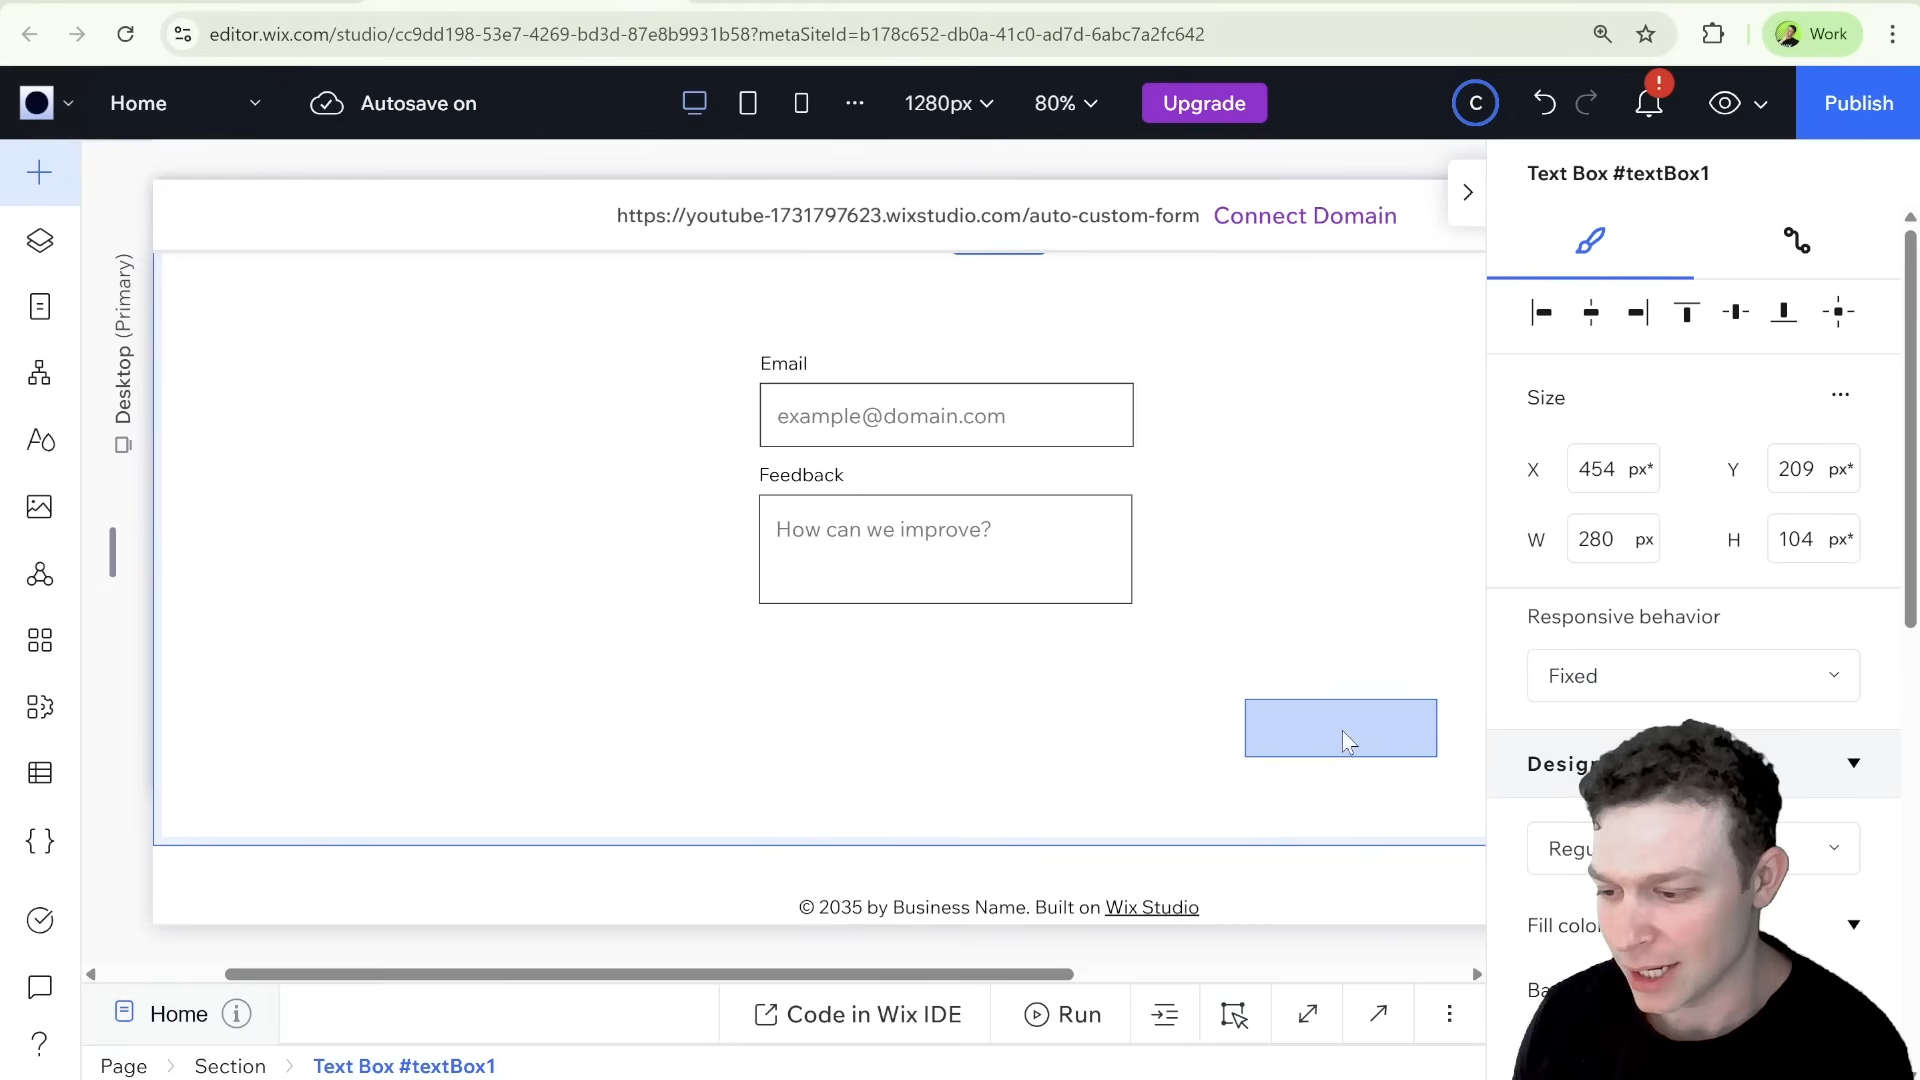 editor.wix.com/studio/cc9dd198-53e7-4269-bd3d-87e8b9931b58?metaSiteId=b178c652-db0a-41c0-ad7d-6abc7a2fc642
Work
Home
Autosave on
1280px
80%
Upgrade
C
!
Publish
Text Box #textBox1
https://youtube-1731797623.wixstudio.com/auto-custom-form
Connect Domain
Desktop (Primary)
Email
example@domain.com
Feedback
How can we improve?
Size
X
454 px*
Y
209 px*
W
280 px
H
104 px*
Responsive behavior
Fixed
Desig
Regu
Fill colo
Ba
© 2035 by Business Name. Built on Wix Studio
Home
Code in Wix IDE
Run
Page
Section
Text Box #textBox1